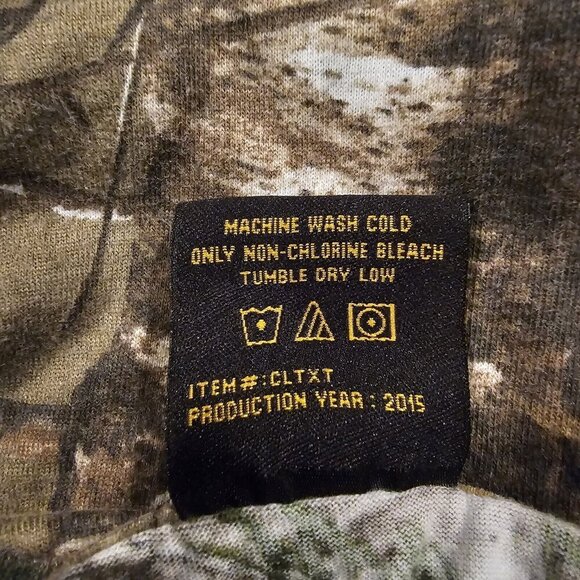 MACHINE WASH COLD
ONLY NON-CHLORINE BLEACH
TUMBLE DRY LOW
ITEM#:CLTXT
PRODUCTION YEAR : 2015